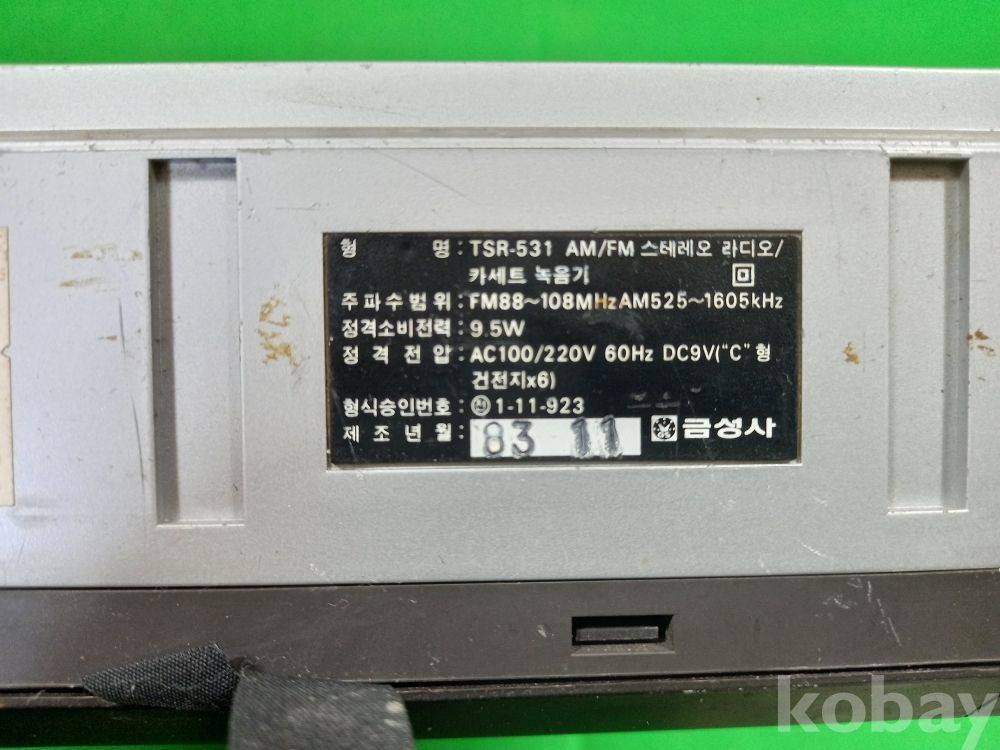 형 명 : TSR-531 AM/FM 스테레오 라디오/
카세트 녹음기
주파수범위 : FM88~108MHz AM525~1605kHz
정격소비전력 : 9.5W
정격전압 : AC100/220V 60Hz DC9V("C"형
건전지x6)
형식승인번호 : 1-11-923
제조년월 : 83 11 금성사
kobay